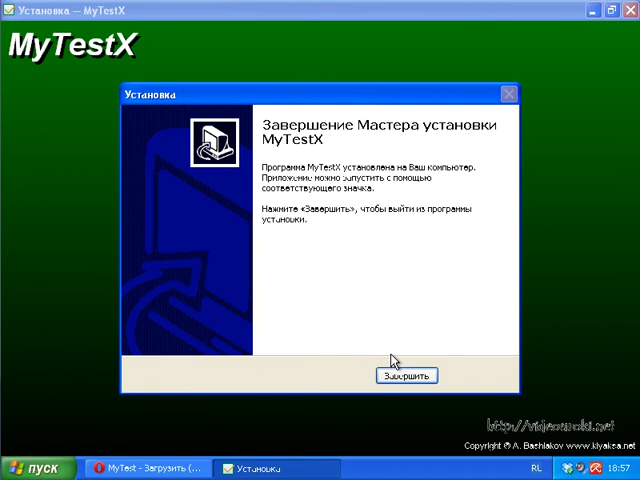 Установка — MyTestX
MyTestX
Установка
Завершение Мастера установки
MyTestX
Программа MyTestX установлена на Ваш компьютер.
Приложение можно запустить с помощью
соответствующего значка.
Нажмите «Завершить», чтобы выйти из программы
установки.
Завершить
http://videouroki.net
Copyright © A. Bashlakov www.klyaksa.net
пуск
MyTest - Загрузить (...
Установка
RL
18:57